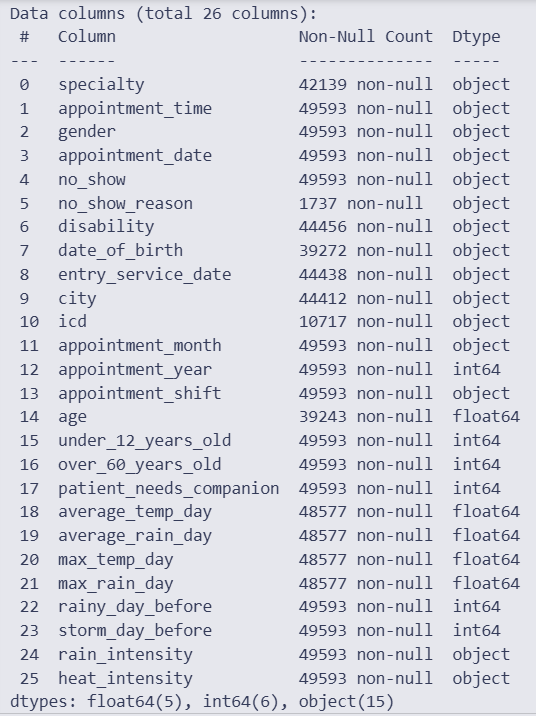 Data columns (total 26 columns):
 #   Column                   Non-Null Count  Dtype
---  ------                   --------------  -----
 0   specialty                42139 non-null  object
 1   appointment_time         49593 non-null  object
 2   gender                   49593 non-null  object
 3   appointment_date         49593 non-null  object
 4   no_show                  49593 non-null  object
 5   no_show_reason           1737 non-null   object
 6   disability               44456 non-null  object
 7   date_of_birth            39272 non-null  object
 8   entry_service_date       44438 non-null  object
 9   city                     44412 non-null  object
 10  icd                      10717 non-null  object
 11  appointment_month        49593 non-null  object
 12  appointment_year         49593 non-null  int64
 13  appointment_shift        49593 non-null  object
 14  age                      39243 non-null  float64
 15  under_12_years_old       49593 non-null  int64
 16  over_60_years_old        49593 non-null  int64
 17  patient_needs_companion  49593 non-null  int64
 18  average_temp_day         48577 non-null  float64
 19  average_rain_day         48577 non-null  float64
 20  max_temp_day             48577 non-null  float64
 21  max_rain_day             48577 non-null  float64
 22  rainy_day_before         49593 non-null  int64
 23  storm_day_before         49593 non-null  int64
 24  rain_intensity           49593 non-null  object
 25  heat_intensity           49593 non-null  object
dtypes: float64(5), int64(6), object(15)